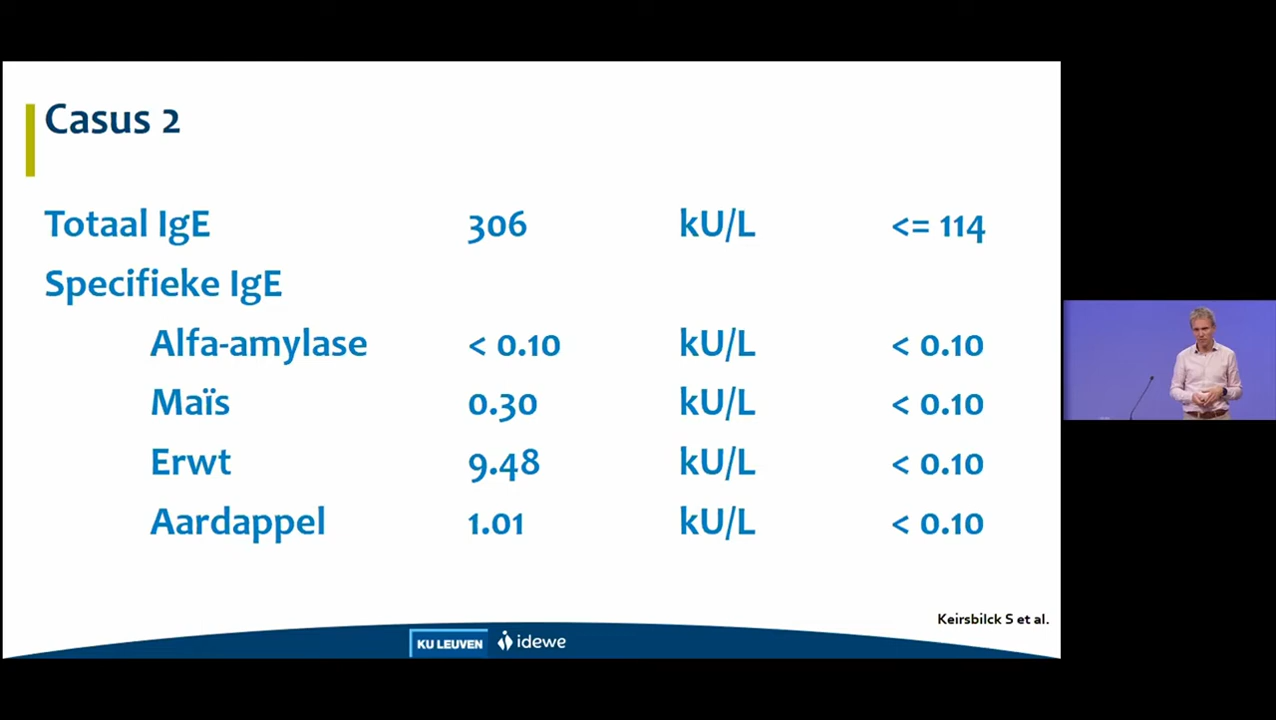 Casus 2
Totaal IgE 306 kU/L <= 114
Specifieke IgE
Alfa-amylase < 0.10 kU/L < 0.10
Maïs 0.30 kU/L < 0.10
Erwt 9.48 kU/L < 0.10
Aardappel 1.01 kU/L < 0.10
Keirsbilck S et al.
KU LEUVEN idewe